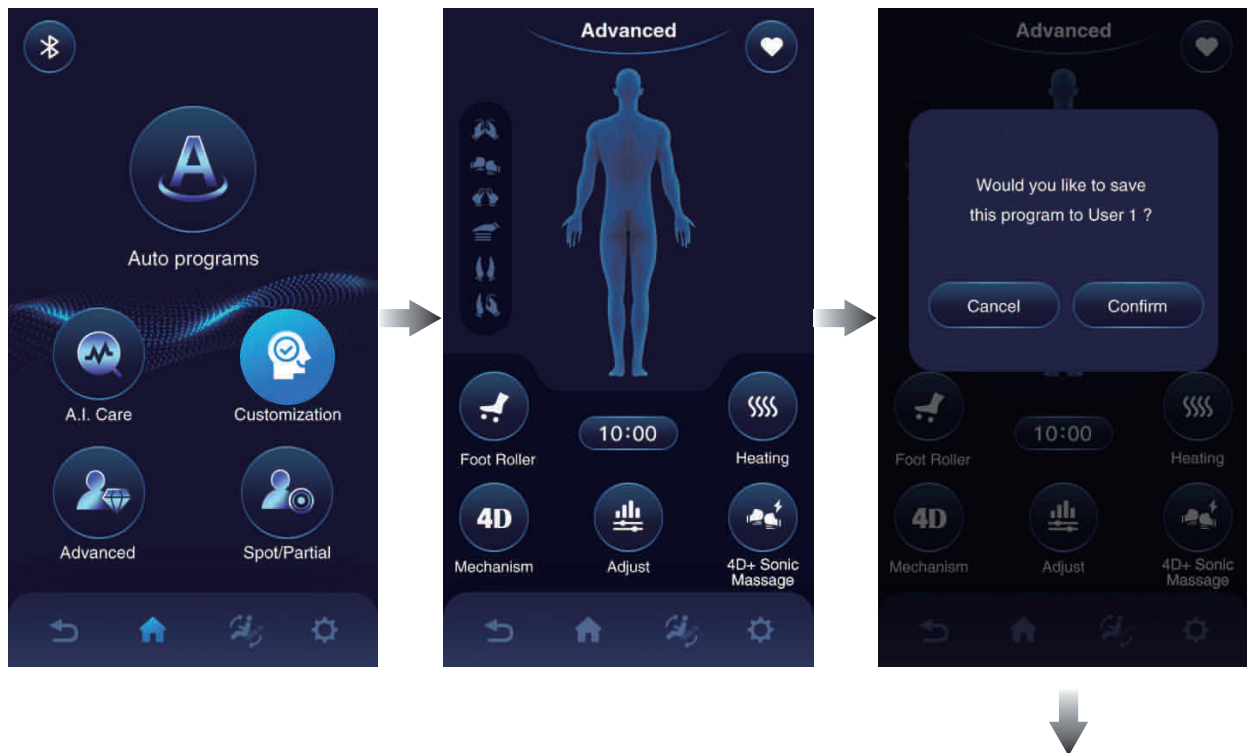 A
Auto programs
A.I. Care
Customization
Advanced
Spot/Partial
Advanced
Foot Roller
10:00
Heating
4D
Mechanism
Adjust
4D+ Sonic
Massage
Advanced
Would you like to save
this program to User 1 ?
Cancel
Confirm
Foot Roller
10:00
Heating
4D
Mechanism
Adjust
4D+ Sonic
Massage